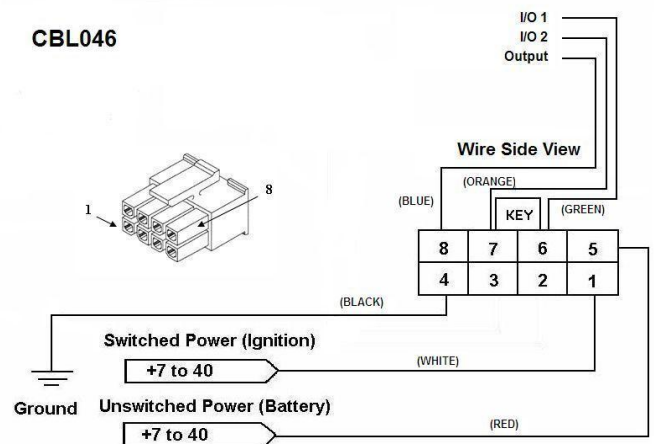 CBL046
I/O 1
I/O 2
Output
Wire Side View
1
8
(BLUE)
(ORANGE)
KEY
(GREEN)
8 7 6 5
4 3 2 1
(BLACK)
Switched Power (Ignition)
+7 to 40
(WHITE)
Ground
Unswitched Power (Battery)
+7 to 40
(RED)